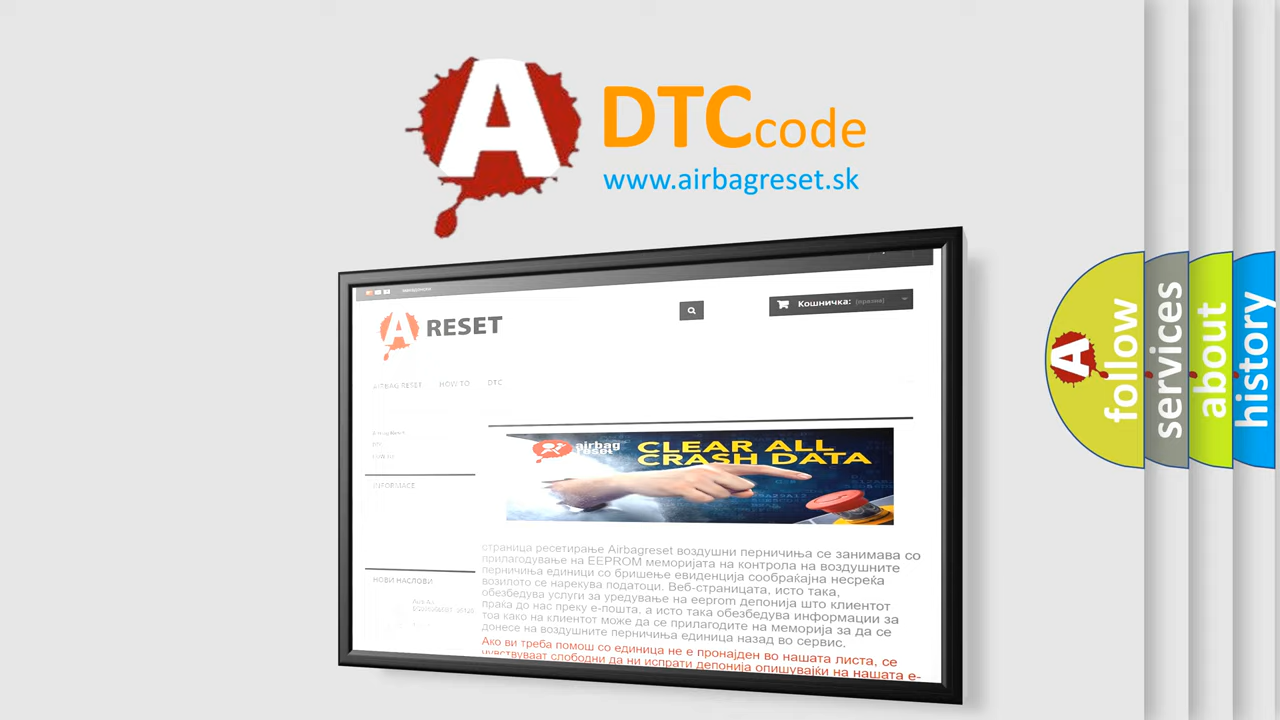 A DTC code
www.airbagreset.sk
A RESET
Кошничка: (празни)
AIRBAG RESET HOW TO DTC
airbag reset
CLEAR ALL
CRASH DATA
INFORMACE
страница ресетирање Airbagreset воздушни перничиња се занимава со
прилагодување на EEPROM меморијата на контрола на воздушните
перничиња единици со бришење евиденција сообраќајна несреќа
возилото се нарекува податоци. Веб-страницата, исто така,
обезбедува услуги за уредување на eeprom депонија што клиентот
праќа до нас преку е-пошта, а исто така обезбедува информации за
тоа како на клиентот може да се прилагодите на меморија за да се
донесе на воздушните перничиња единица назад во сервис.
Ако ви треба помош со единица не е пронајден во нашата листа, се
чувствуваат слободни да ни испрати депонија опишувајќи на нашата е-
НОВИ НАСЛОВИ
A follow
services
about
history